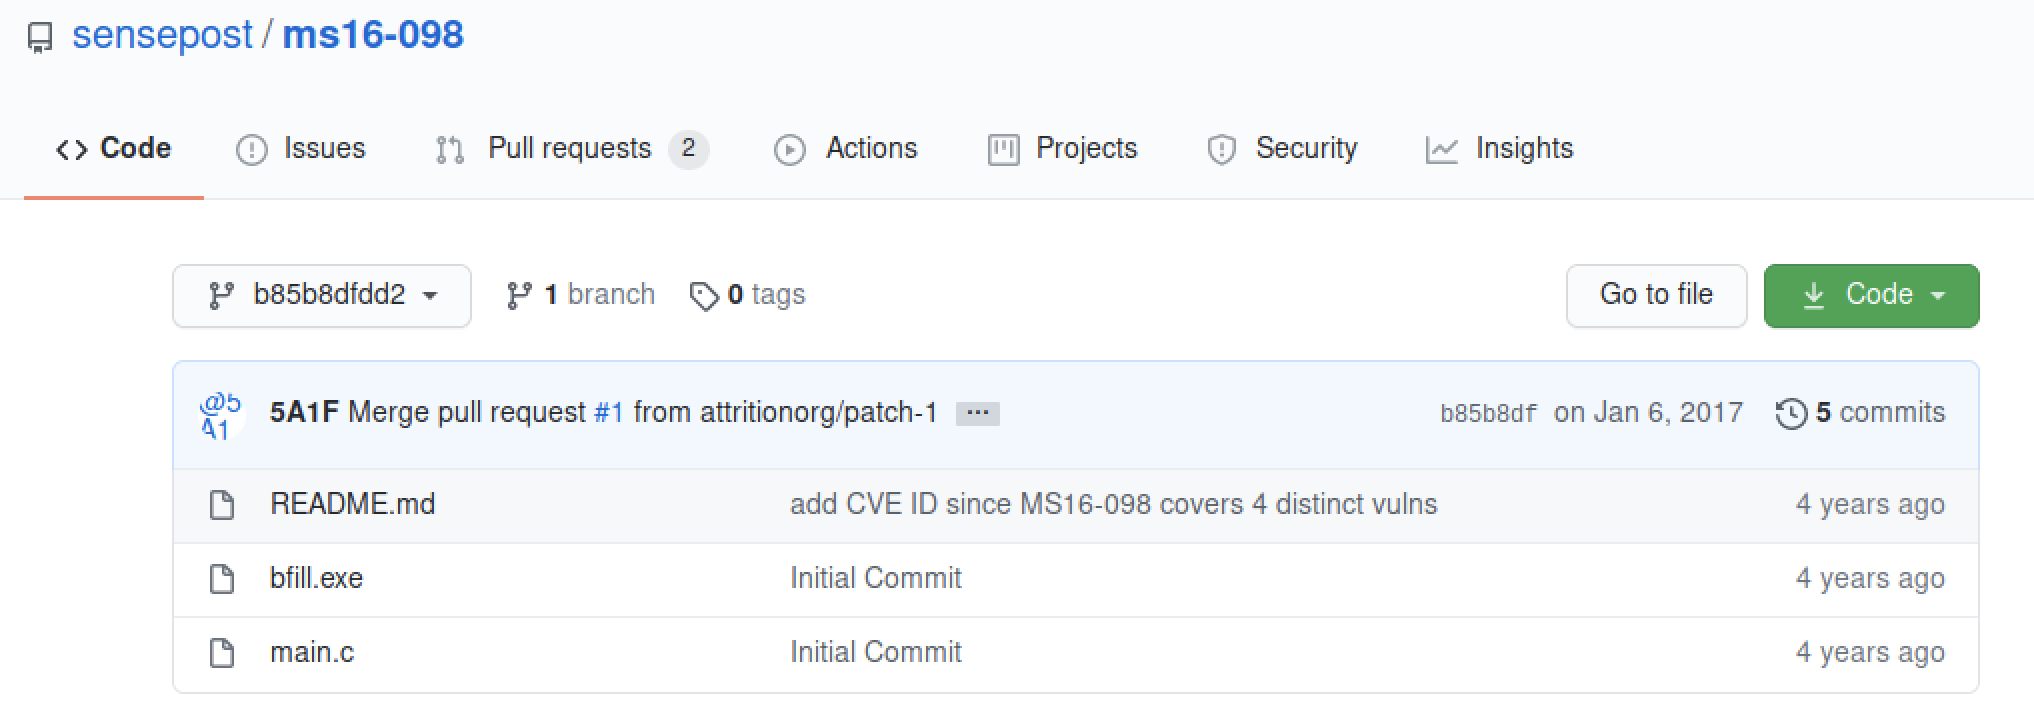 sensepost / ms16-098
Code Issues Pull requests 2 Actions Projects Security Insights
b85b8dfdd2 1 branch 0 tags Go to file Code
@5
A1
5A1F Merge pull request #1 from attritionorg/patch-1 ... b85b8df on Jan 6, 2017 5 commits
README.md add CVE ID since MS16-098 covers 4 distinct vulns 4 years ago
bfill.exe Initial Commit 4 years ago
main.c Initial Commit 4 years ago